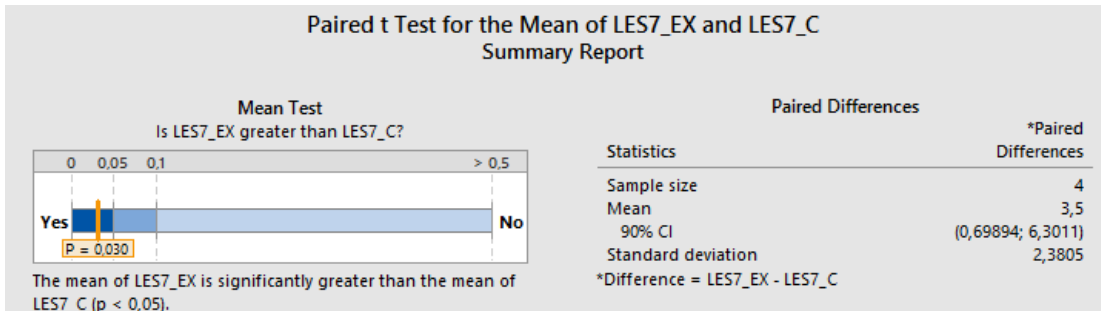 Paired t Test for the Mean of LES7_EX and LES7_C
Summary Report
Mean Test
Is LES7_EX greater than LES7_C?
0 0,05 0,1 > 0,5
Yes No
P = 0,030
The mean of LES7_EX is significantly greater than the mean of
LES7_C (p < 0,05).
Paired Differences
*Paired
Statistics Differences
Sample size 4
Mean 3,5
90% CI (0,69894; 6,3011)
Standard deviation 2,3805
*Difference = LES7_EX - LES7_C